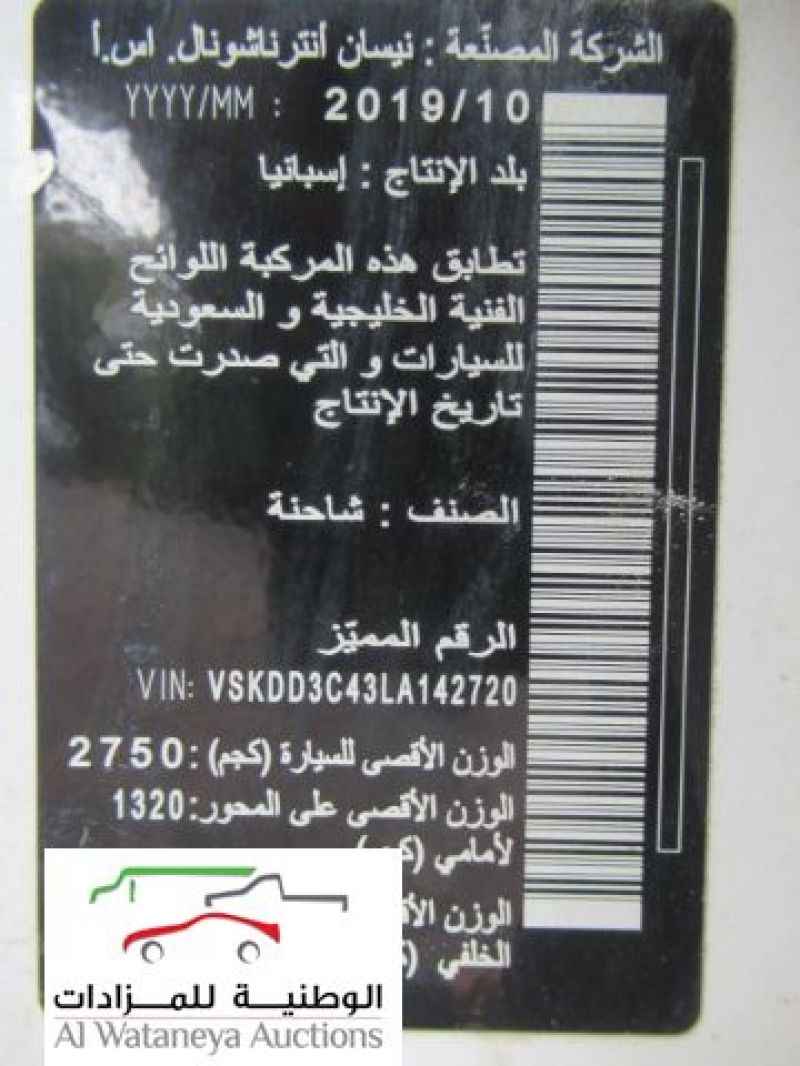 الشركة المصنّعة : نيسان أنترناشونال. اس.أ
YYYY/MM : 2019/10
بلد الإنتاج : إسبانيا
تطابق هذه المركبة اللوائح
الفنية الخليجية و السعودية
للسيارات و التي صدرت حتى
تاريخ الإنتاج
الصنف : شاحنة
الرقم المميّز
VIN: VSKDD3C43LA142720
الوزن الأقصى للسيارة (كجم): 2750
الوزن الأقصى على المحور: 1320
لأمامي
الوزن
الخلفي
الوطنية للمزادات
Al Wataneya Auctions